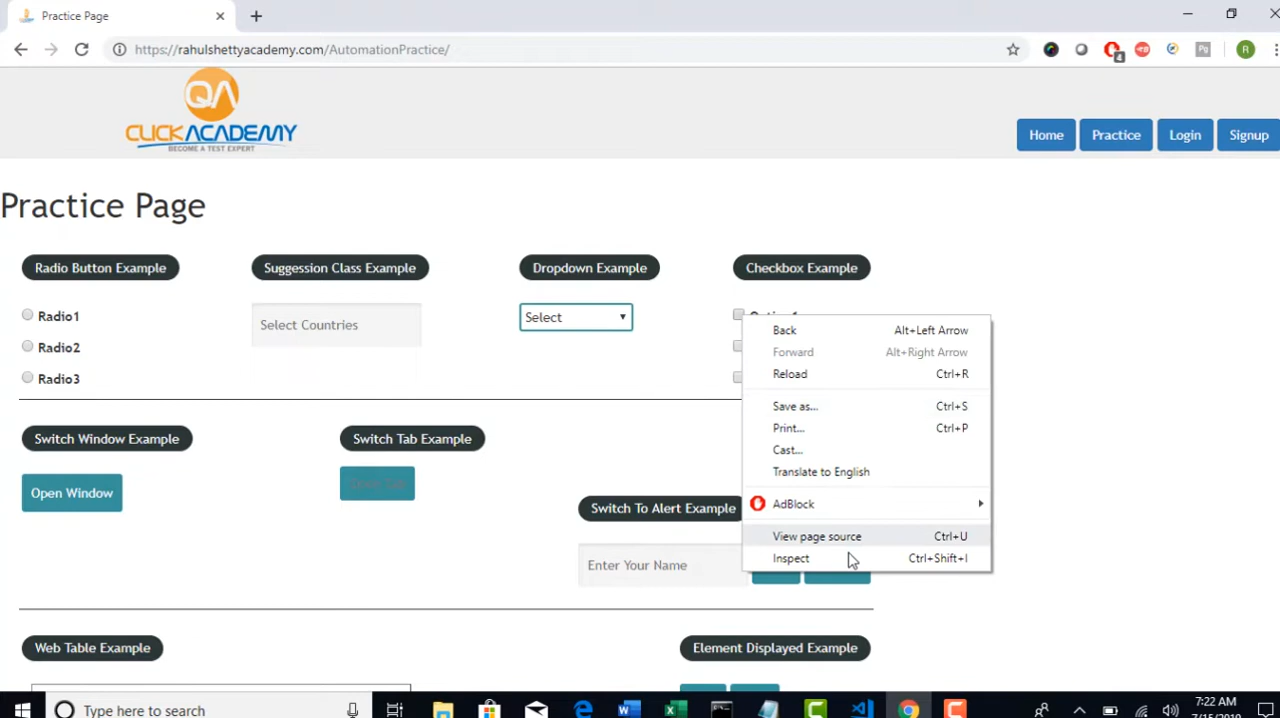 Practice Page
https://rahulshettyacademy.com/AutomationPractice/
4
R
QA
CLICKACADEMY
BECOME A TEST EXPERT
Home
Practice
Login
Signup
Practice Page
Radio Button Example
Suggession Class Example
Dropdown Example
Checkbox Example
Radio1
Radio2
Radio3
Select Countries
Select
Back Alt+Left Arrow
Forward Alt+Right Arrow
Reload Ctrl+R
Save as... Ctrl+S
Print... Ctrl+P
Cast...
Translate to English
AdBlock
View page source Ctrl+U
Inspect Ctrl+Shift+I
Switch Window Example
Switch Tab Example
Open Window
Switch To Alert Example
Enter Your Name
Web Table Example
Element Displayed Example
Type here to search
7:22 AM